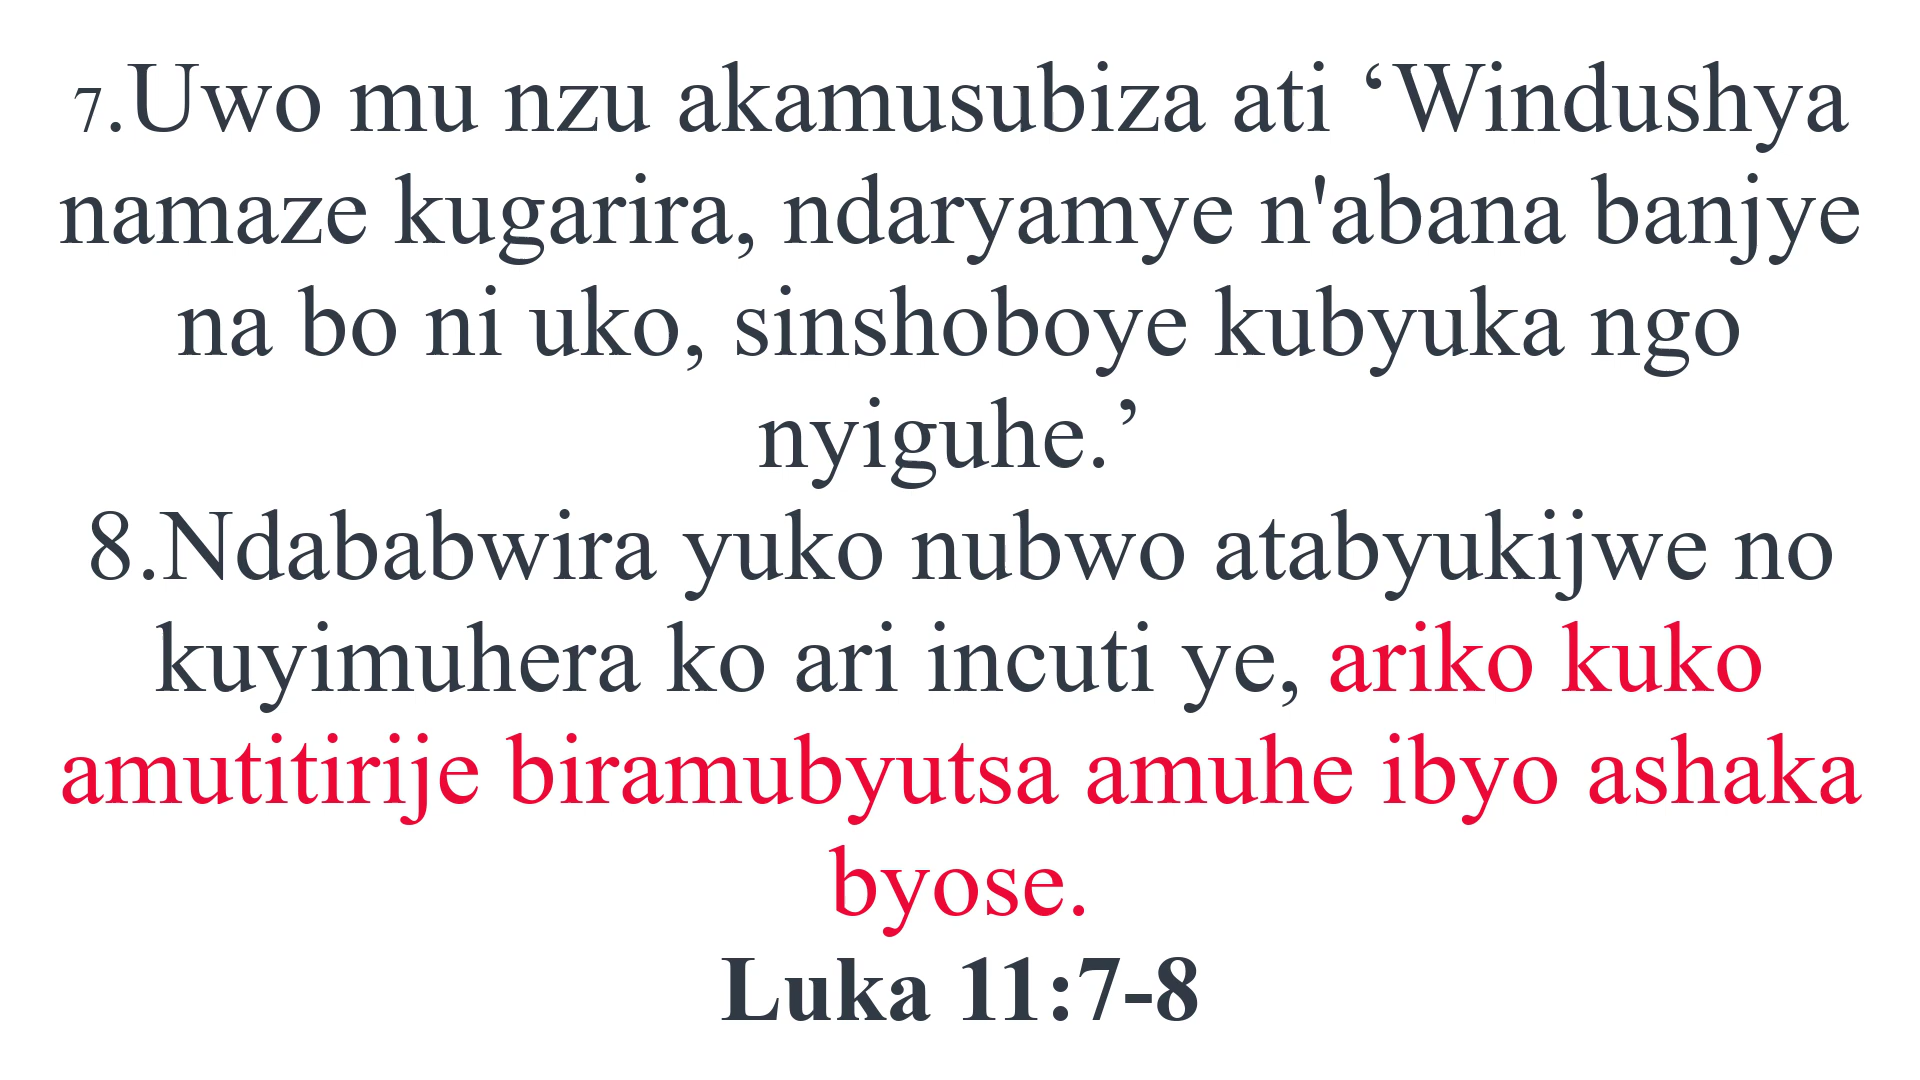 7.Uwo mu nzu akamusubiza ati ‘Windushya
namaze kugarira, ndaryamye n'abana banjye
na bo ni uko, sinshoboye kubyuka ngo
nyiguhe.’
8.Ndababwira yuko nubwo atabyukijwe no
kuyimuhera ko ari incuti ye, ariko kuko
amutitirije biramubyutsa amuhe ibyo ashaka
byose.
Luka 11:7-8